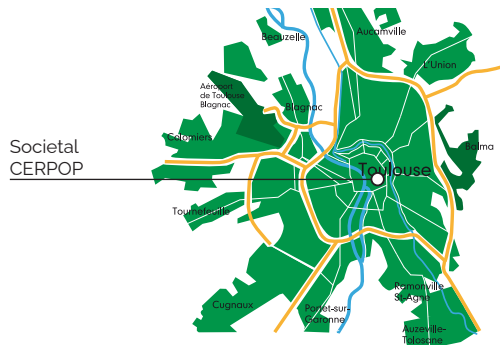 Beauzelle
Aucamville
L'Union
Aéroport
de Toulouse
Blagnac
Blagnac
Colomiers
Balma
Societal
CERPOP
Toulouse
Tournefeuille
Cugnaux
Portet-sur-
Garonne
Ramonville
St-Agne
Auzeville-
Tolosane